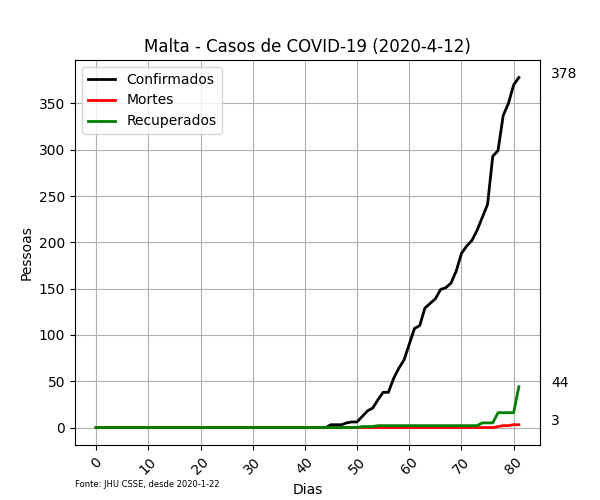 Malta - Casos de COVID-19 (2020-4-12)
Confirmados
Mortes
Recuperados
378
350
300
250
200
150
100
50
0
44
3
Pessoas
0
10
20
30
40
50
60
70
80
Fonte: JHU CSSE, desde 2020-1-22
Dias